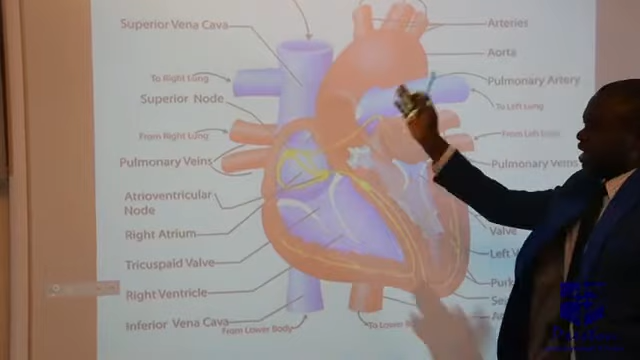 Superior Vena Cava
To Right Lung
Superior Node
From Right Lung
Pulmonary Veins
Atrioventricular
Node
Right Atrium
Tricuspaid Valve
Right Ventricle
Inferior Vena Cava
From Lower Body
Arteries
Aorta
Pulmonary Artery
To Left Lung
From Left Lung
Pulmonary Veins
Valve
Left
To Lower